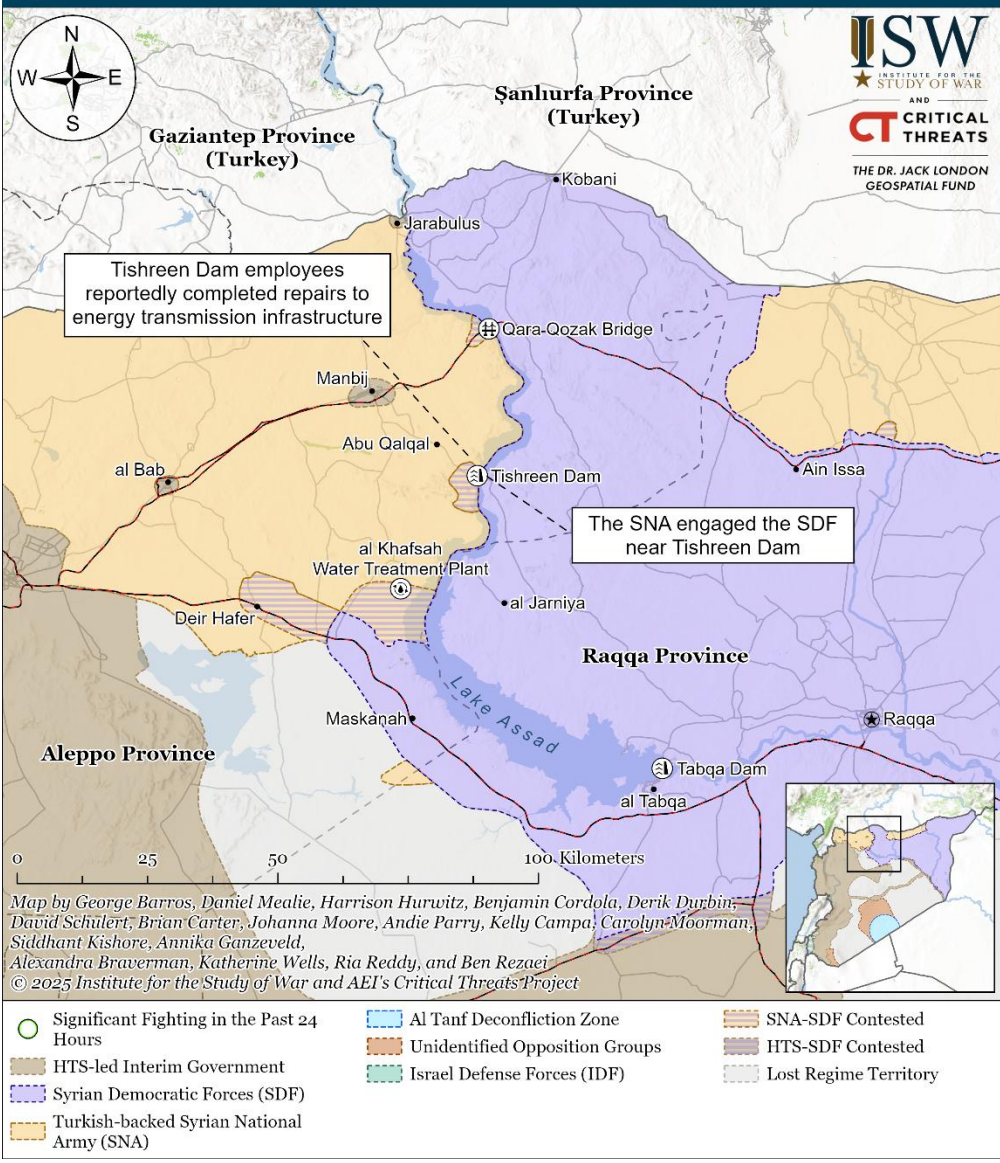 N
W
E
S
ISW
INSTITUTE FOR THE
STUDY OF WAR
AND
CT CRITICAL
THREATS
THE DR. JACK LONDON
GEOSPATIAL FUND
Şanlıurfa Province
(Turkey)
Gaziantep Province
(Turkey)
Kobani
Jarabulus
Tishreen Dam employees
reportedly completed repairs to
energy transmission infrastructure
Qara-Qozak Bridge
Manbij
Abu Qalqal
al Bab
Tishreen Dam
Ain Issa
The SNA engaged the SDF
near Tishreen Dam
al Khafsah
Water Treatment Plant
al Jarniya
Deir Hafer
Raqqa Province
Lake Assad
Maskanah
Raqqa
Aleppo Province
Tabqa Dam
al Tabqa
0 25 50 100 Kilometers
Map by George Barros, Daniel Mealie, Harrison Hurwitz, Benjamin Cordola, Derik Durbin,
David Schulert, Brian Carter, Johanna Moore, Andie Parry, Kelly Campa, Carolyn Moorman,
Siddhant Kishore, Annika Ganzeveld,
Alexandra Braverman, Katherine Wells, Ria Reddy, and Ben Rezaei
© 2025 Institute for the Study of War and AEI's Critical Threats Project
Significant Fighting in the Past 24
Hours
HTS-led Interim Government
Syrian Democratic Forces (SDF)
Turkish-backed Syrian National
Army (SNA)
Al Tanf Deconfliction Zone
Unidentified Opposition Groups
Israel Defense Forces (IDF)
SNA-SDF Contested
HTS-SDF Contested
Lost Regime Territory